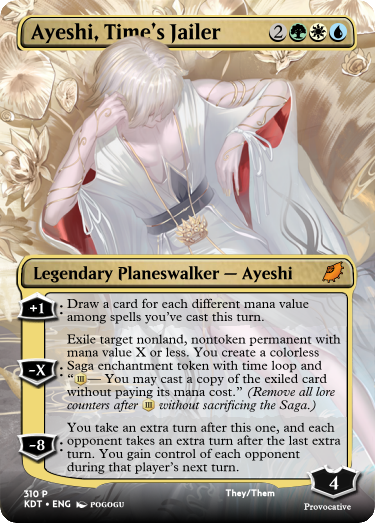 Ayeshi, Time's Jailer
2
Legendary Planeswalker — Ayeshi
+1: Draw a card for each different mana value
among spells you've cast this turn.
Exile target nonland, nontoken permanent with
mana value X or less. You create a colorless
-X: Saga enchantment token with time loop and
“III— You may cast a copy of the exiled card
without paying its mana cost.” (Remove all lore
counters after III without sacrificing the Saga.)
You take an extra turn after this one, and each
-8: opponent takes an extra turn after the last extra
turn. You gain control of each opponent
during that player's next turn.
4
310 P
KDT • ENG POGOGU
They/Them
Provocative